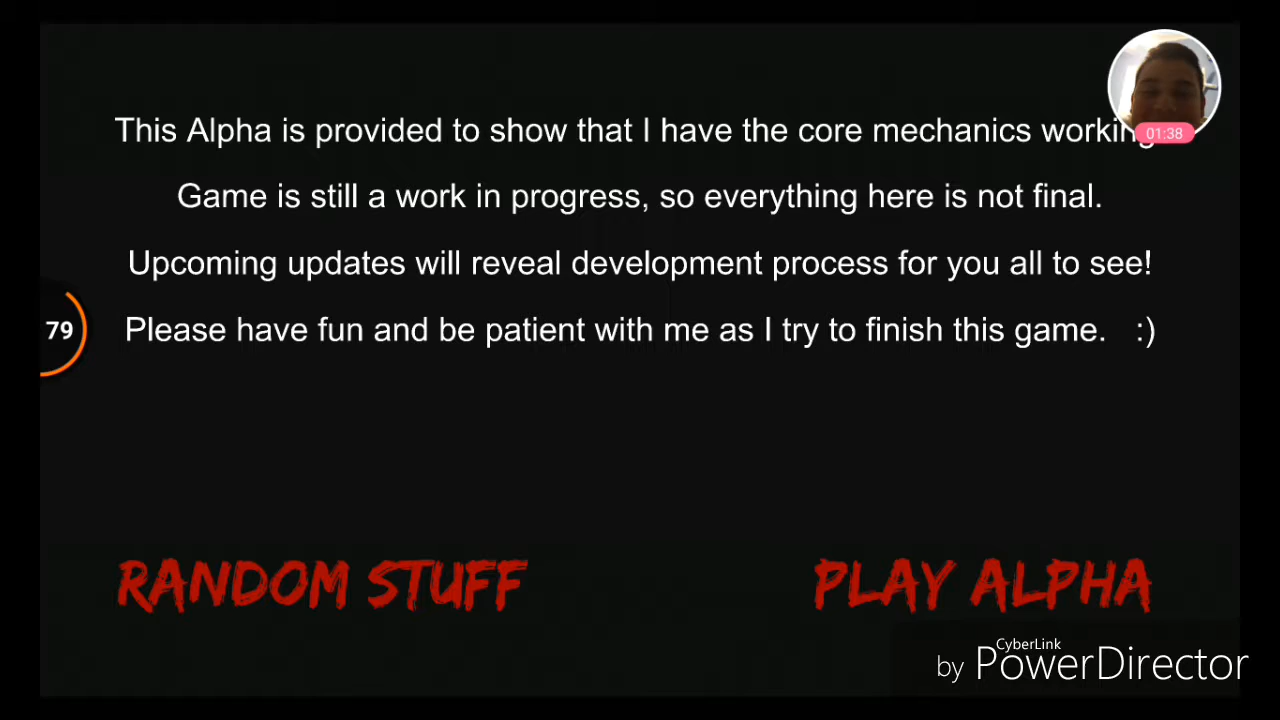 This Alpha is provided to show that I have the core mechanics working
01:38
Game is still a work in progress, so everything here is not final.
Upcoming updates will reveal development process for you all to see!
79
Please have fun and be patient with me as I try to finish this game. :)
RANDOM STUFF
PLAY ALPHA
CyberLink
by PowerDirector